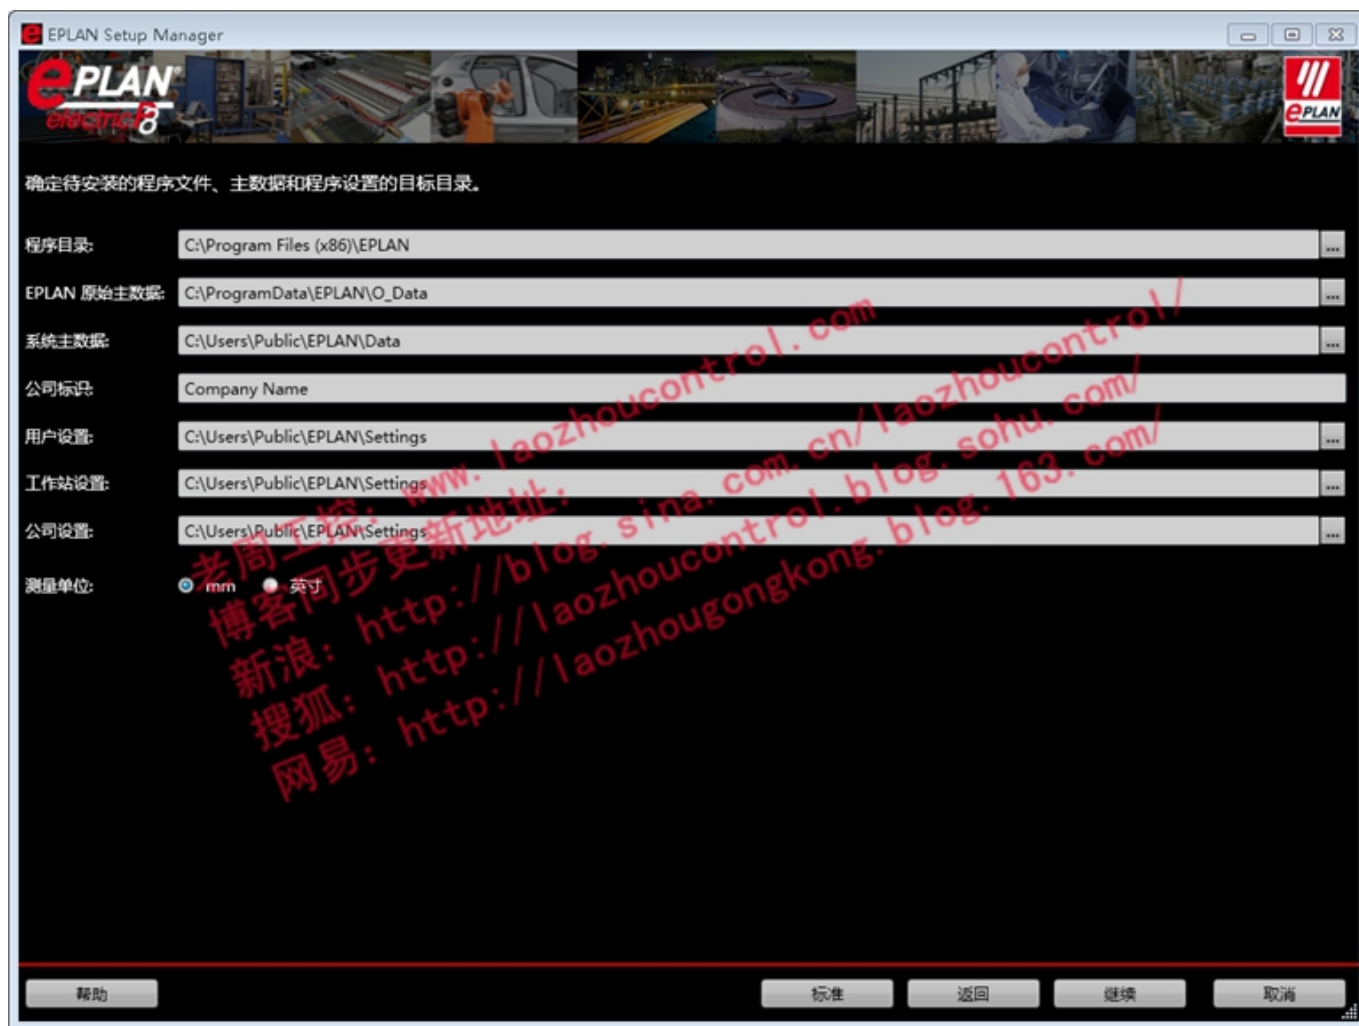 EPLAN Setup Manager
ePLAN
electric P8
ePLAN
确定待安装的程序文件、主数据和程序设置的目标目录。
程序目录: C:\Program Files (x86)\EPLAN ...
EPLAN 原始主数据: C:\ProgramData\EPLAN\O_Data ...
系统主数据: C:\Users\Public\EPLAN\Data ...
公司标识: Company Name
用户设置: C:\Users\Public\EPLAN\Settings ...
工作站设置: C:\Users\Public\EPLAN\Settings ...
公司设置: C:\Users\Public\EPLAN\Settings ...
测量单位: mm 英寸
老周工控: www.laozhoucontrol.com
博客同步更新地址:
新浪: http://blog.sina.com.cn/laozhoucontrol/
搜狐: http://laozhoucontrol.blog.sohu.com/
网易: http://laozhougongkong.blog.163.com/
帮助 标准 返回 继续 取消